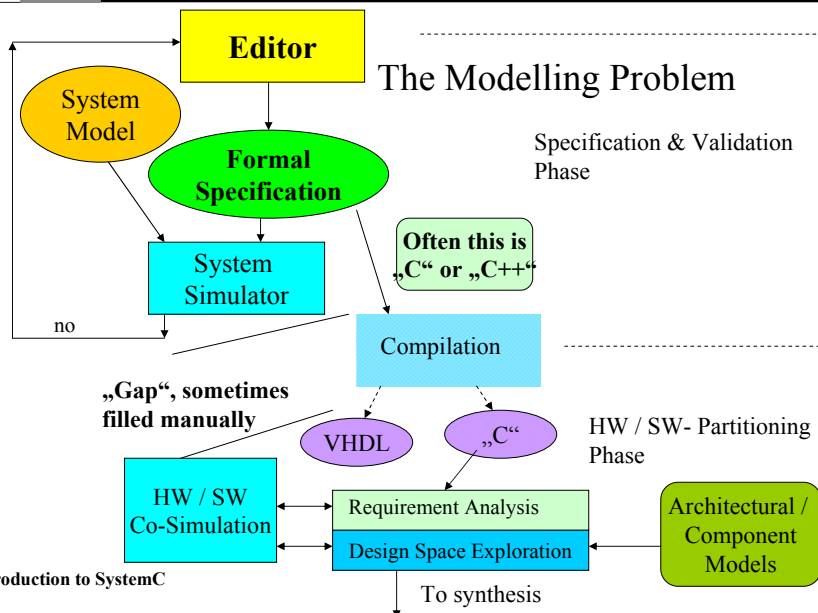 Editor
The Modelling Problem
System
Model
Specification & Validation
Phase
Formal
Specification
Often this is
„C“ or „C++“
System
Simulator
no
Compilation
„Gap“, sometimes
filled manually
VHDL
„C“
HW / SW- Partitioning
Phase
HW / SW
Co-Simulation
Requirement Analysis
Design Space Exploration
Architectural /
Component
Models
roduction to SystemC
To synthesis